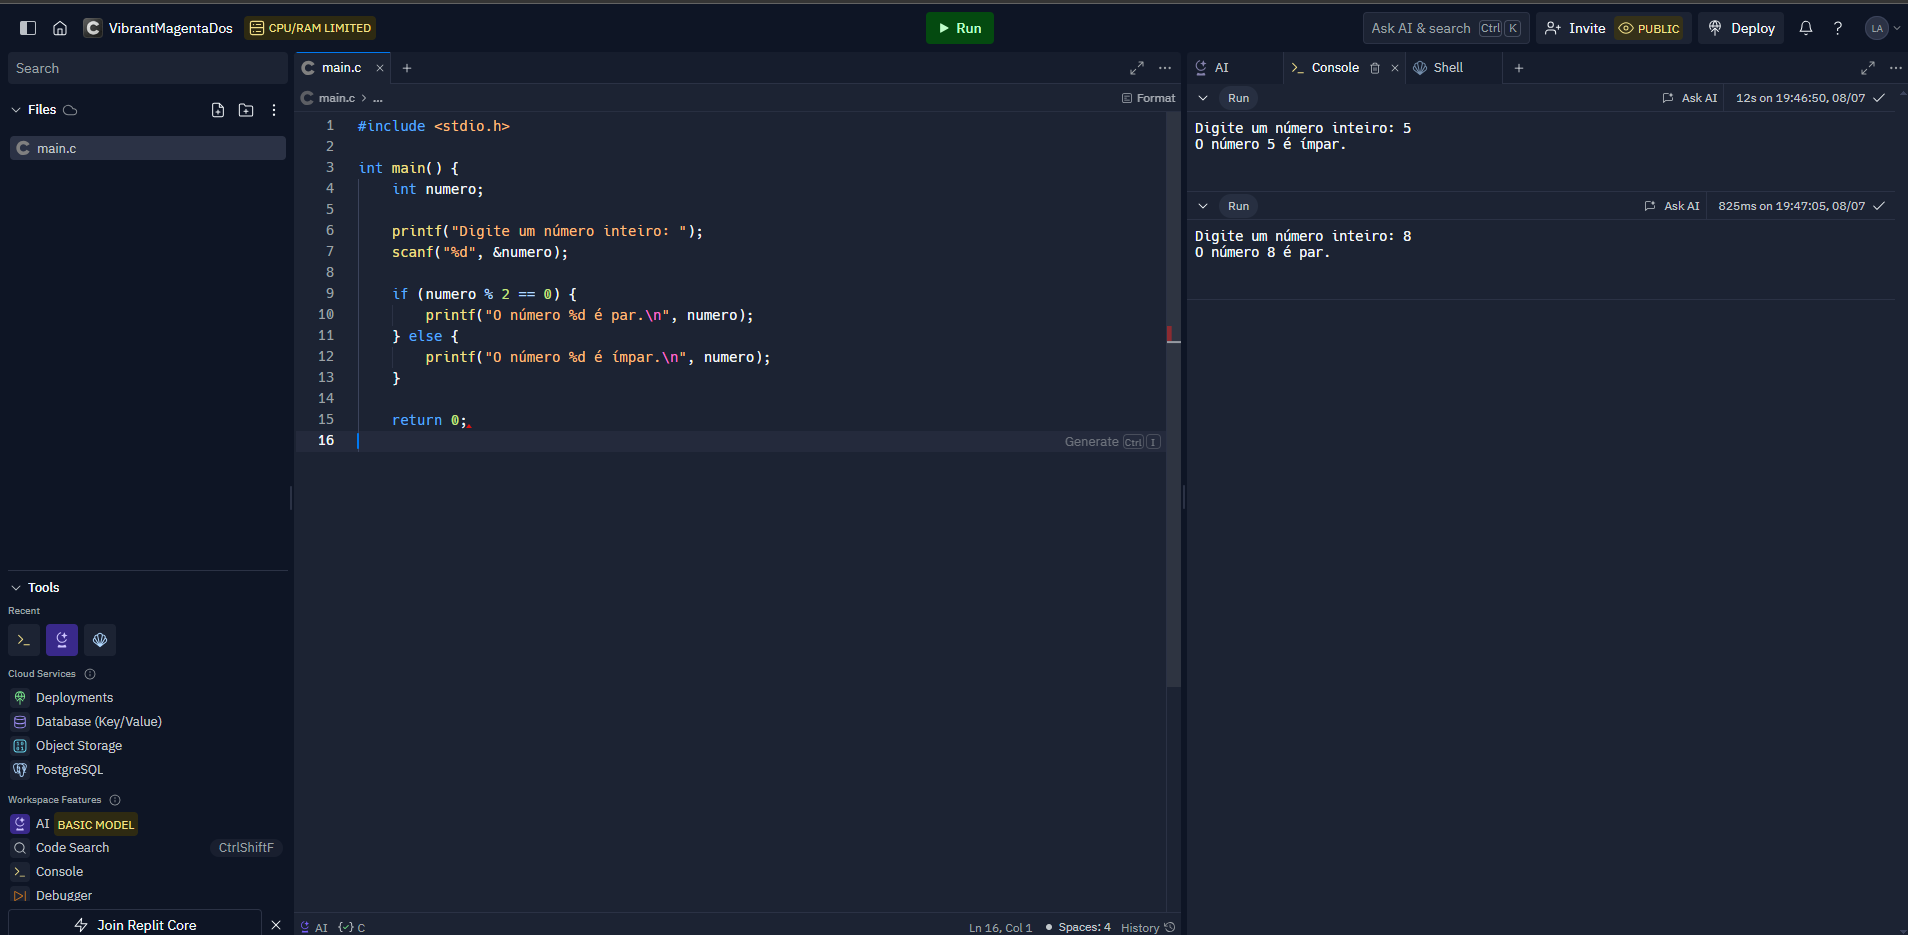 VibrantMagentaDos CPU/RAM LIMITED Run Ask AI & search Ctrl K Invite PUBLIC Deploy ? LA
Search
Files
main.c
Tools
Recent
Cloud Services
Deployments
Database (Key/Value)
Object Storage
PostgreSQL
Workspace Features
AI BASIC MODEL
Code Search CtrlShiftF
Console
Debugger
Join Replit Core
main.c
main.c > ... Format
1 #include <stdio.h>
2
3 int main() {
4     int numero;
5
6     printf("Digite um número inteiro: ");
7     scanf("%d", &numero);
8
9     if (numero % 2 == 0) {
10         printf("O número %d é par.\n", numero);
11     } else {
12         printf("O número %d é ímpar.\n", numero);
13     }
14
15     return 0;
16 Generate Ctrl I
AI C Ln 16, Col 1 Spaces: 4 History
AI Console Shell
Run Ask AI 12s on 19:46:50, 08/07
Digite um número inteiro: 5
O número 5 é ímpar.
Run Ask AI 825ms on 19:47:05, 08/07
Digite um número inteiro: 8
O número 8 é par.